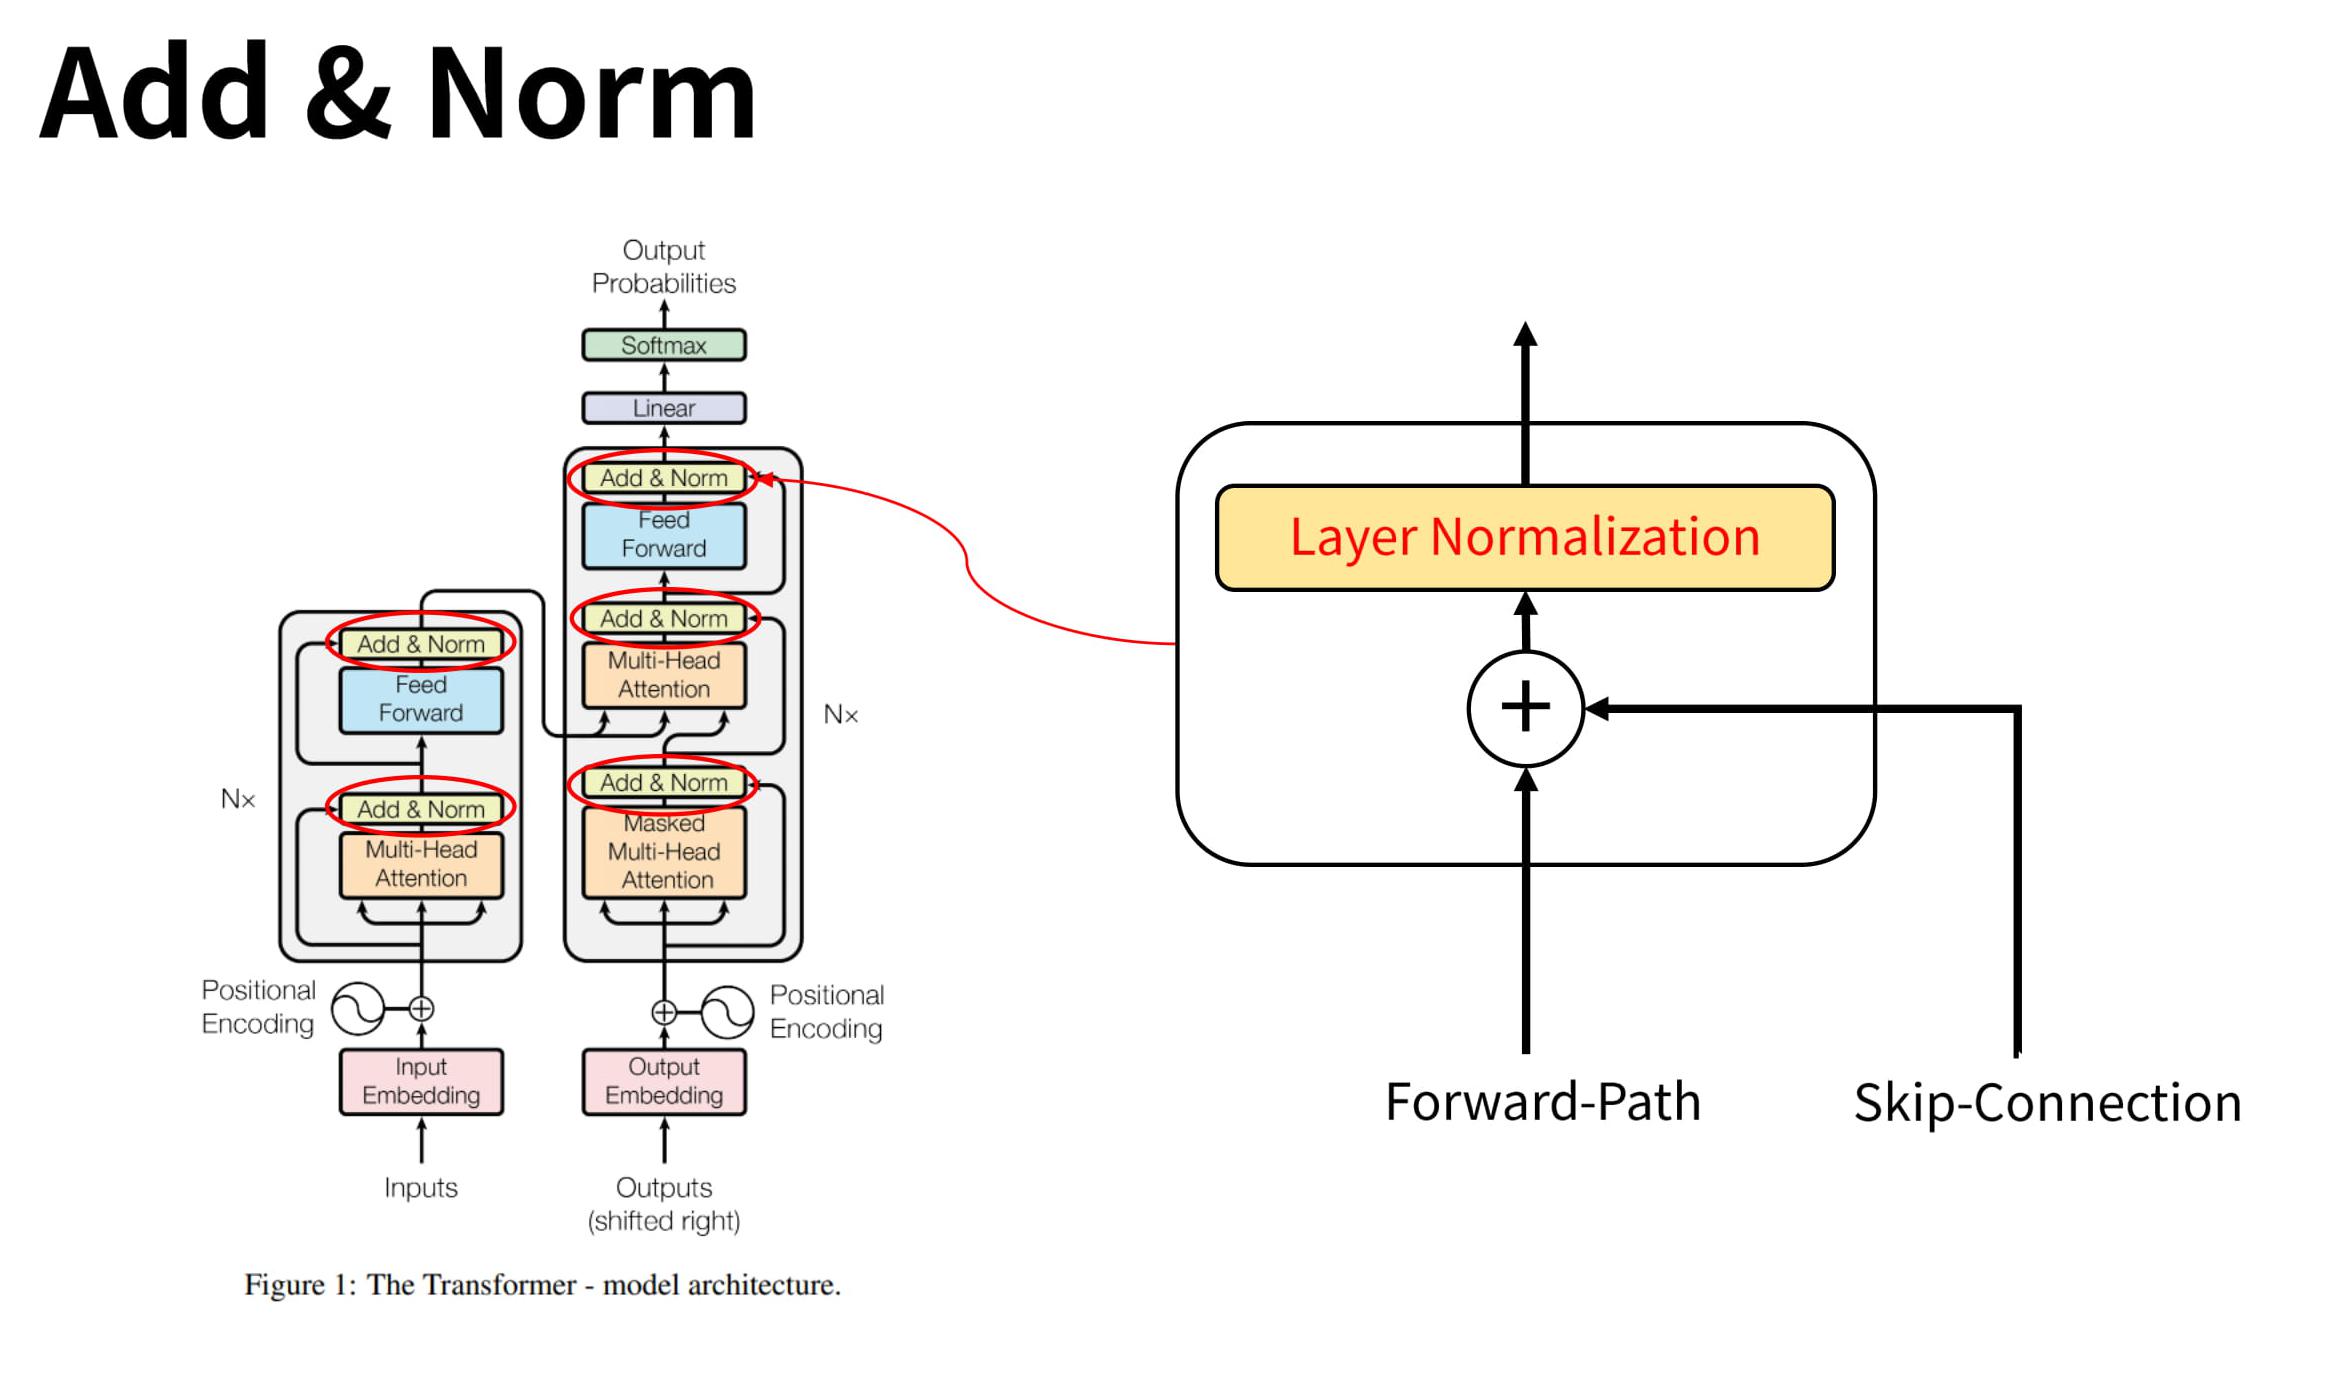 Add & Norm
Output
Probabilities
Softmax
Linear
Add & Norm
Feed
Forward
Add & Norm
Multi-Head
Attention
Add & Norm
Masked
Multi-Head
Attention
N×
Add & Norm
Feed
Forward
Add & Norm
Multi-Head
Attention
N×
Positional
Encoding
Positional
Encoding
Input
Embedding
Output
Embedding
Inputs
Outputs
(shifted right)
Figure 1: The Transformer - model architecture.
Layer Normalization
+
Forward-Path
Skip-Connection